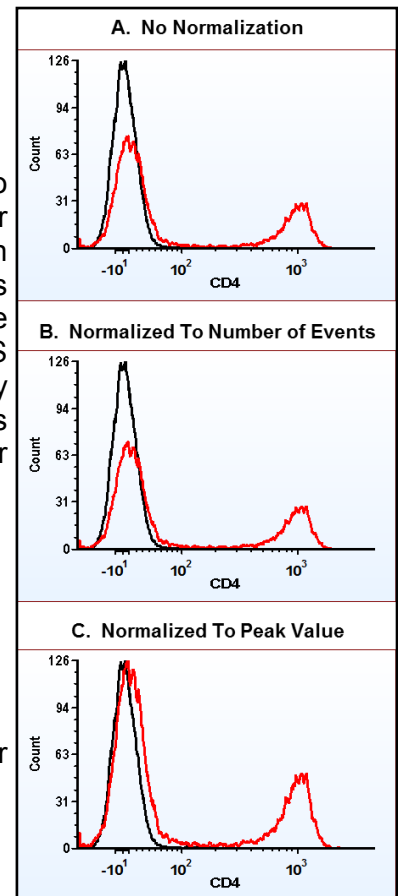 A. No Normalization
126
94
63
31
0
Count
-10¹ 10² 10³
CD4
B. Normalized To Number of Events
126
94
63
31
0
Count
-10¹ 10² 10³
CD4
C. Normalized To Peak Value
126
94
63
31
0
Count
-10¹ 10² 10³
CD4